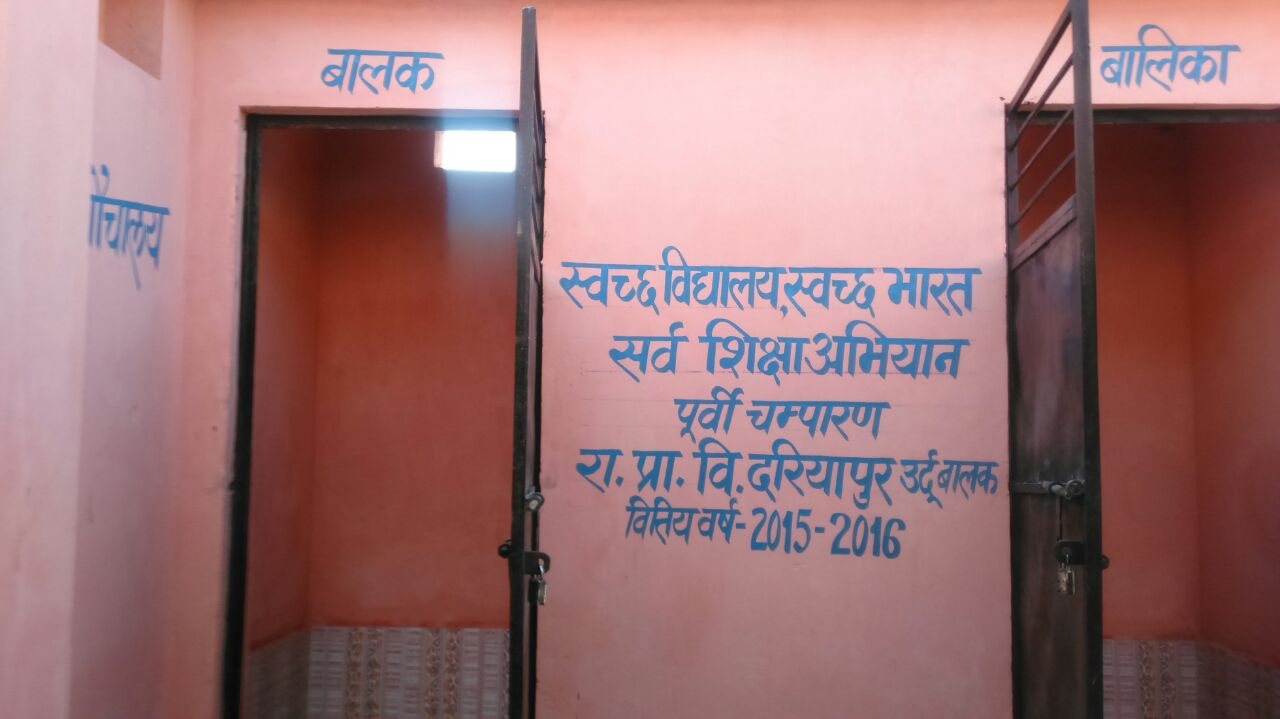 बालक
बालिका
शौचालय
स्वच्छ विद्यालय, स्वच्छ भारत
सर्व शिक्षा अभियान
पूर्वी चम्पारण
रा. प्रा. वि. दरियापुर उर्दू बालक
वितिय वर्ष - 2015 - 2016